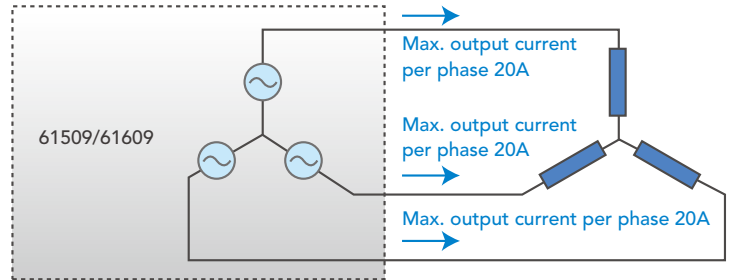 Max. output current
per phase 20A
61509/61609
Max. output current
per phase 20A
Max. output current per phase 20A